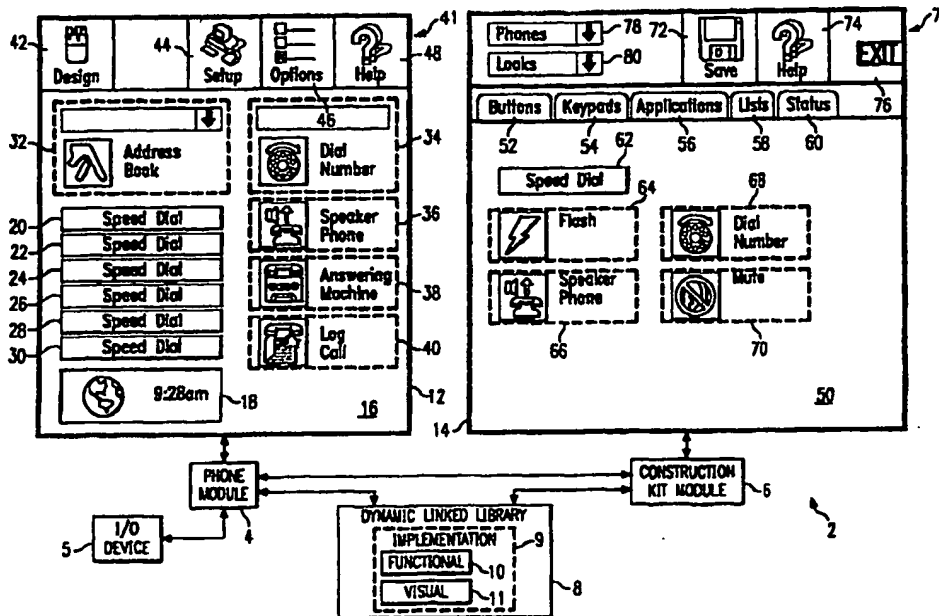 42
44
41
Design
Setup
Options
Help
48
46
32
Address
Book
34
Dial
Number
36
Speaker
Phone
38
Answering
Machine
40
Log
Call
20
Speed Dial
22
Speed Dial
24
Speed Dial
26
Speed Dial
28
Speed Dial
30
Speed Dial
9:28am
18
16
12
Phones
78
72
74
Looks
80
Save
Help
EXIT
76
Buttons
Keypads
Applications
Lists
Status
52
54
56
58
60
62
Speed Dial
64
Flash
68
Dial
Number
Speaker
Phone
66
Mute
70
14
50
PHONE
MODULE
4
CONSTRUCTION
KIT MODULE
6
I/O
DEVICE
5
DYNAMIC LINKED LIBRARY
IMPLEMENTATION
9
FUNCTIONAL
10
VISUAL
11
8
2